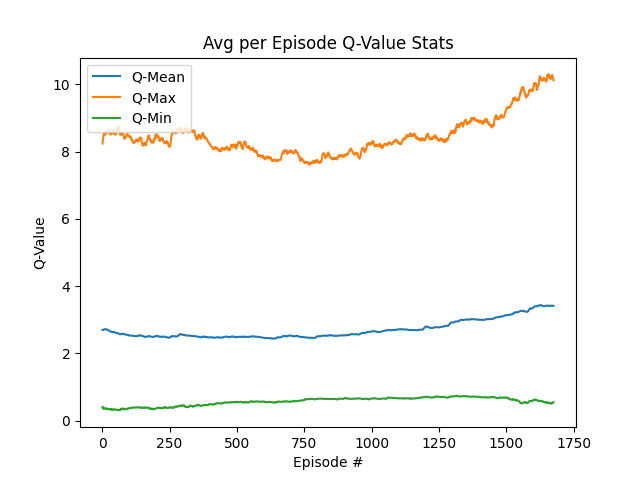 Avg per Episode Q-Value Stats
Q-Mean
Q-Max
Q-Min
Q-Value
10
8
6
4
2
0
0 250 500 750 1000 1250 1500 1750
Episode #